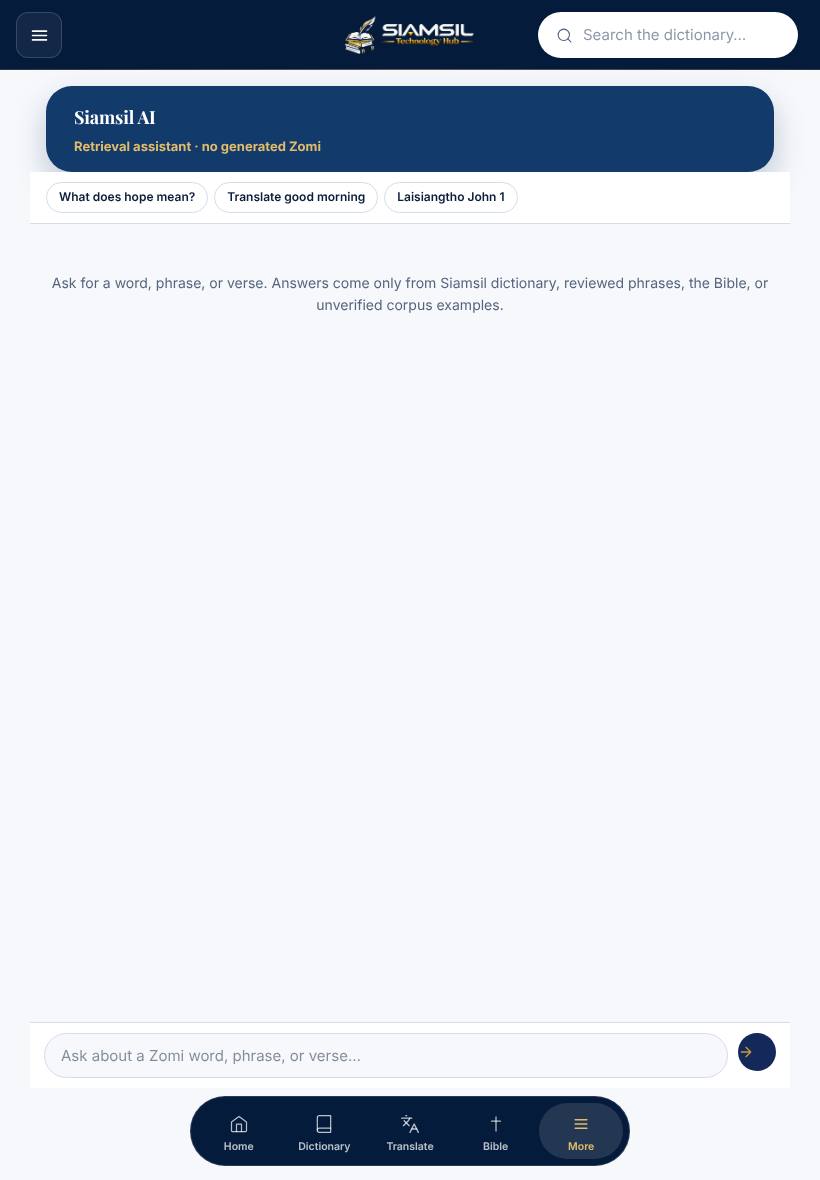 SIAMSIL
Technology Hub
Search the dictionary...
Siamsil AI
Retrieval assistant · no generated Zomi
What does hope mean?
Translate good morning
Laisiangtho John 1
Ask for a word, phrase, or verse. Answers come only from Siamsil dictionary, reviewed phrases, the Bible, or
unverified corpus examples.
Ask about a Zomi word, phrase, or verse...
Home
Dictionary
Translate
Bible
More